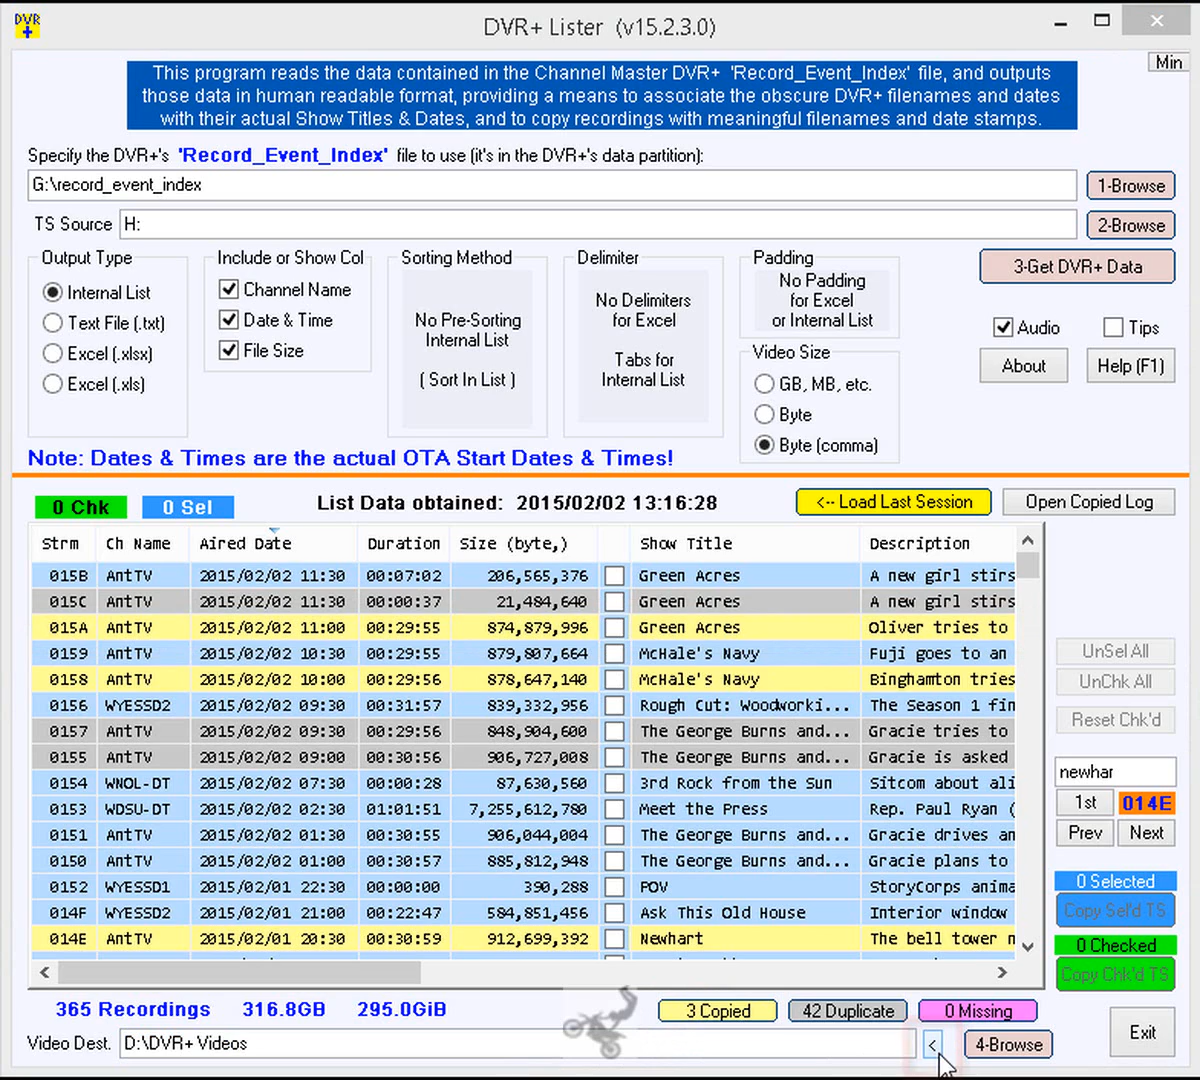 DVR
+
DVR+ Lister (v15.2.3.0)
Min
This program reads the data contained in the Channel Master DVR+ 'Record_Event_Index' file, and outputs
those data in human readable format, providing a means to associate the obscure DVR+ filenames and dates
with their actual Show Titles & Dates, and to copy recordings with meaningful filenames and date stamps.
Specify the DVR+'s 'Record_Event_Index' file to use (it's in the DVR+'s data partition):
G:\record_event_index
1-Browse
TS Source H:
2-Browse
Output Type
Internal List
Text File (.txt)
Excel (.xlsx)
Excel (.xls)
Include or Show Col
Channel Name
Date & Time
File Size
Sorting Method
No Pre-Sorting
Internal List
( Sort In List )
Delimiter
No Delimiters
for Excel
Tabs for
Internal List
Padding
No Padding
for Excel
or Internal List
Video Size
GB, MB, etc.
Byte
Byte (comma)
3-Get DVR+ Data
Audio
Tips
About
Help (F1)
Note: Dates & Times are the actual OTA Start Dates & Times!
0 Chk
0 Sel
List Data obtained: 2015/02/02 13:16:28
<-- Load Last Session
Open Copied Log
Strm Ch Name Aired Date Duration Size (byte,) Show Title Description
015B AntTV 2015/02/02 11:30 00:07:02 206,565,376 Green Acres A new girl stirs
015C AntTV 2015/02/02 11:30 00:00:37 21,484,640 Green Acres A new girl stirs
015A AntTV 2015/02/02 11:00 00:29:55 874,879,996 Green Acres Oliver tries to
0159 AntTV 2015/02/02 10:30 00:29:55 879,807,664 McHale's Navy Fuji goes to an
0158 AntTV 2015/02/02 10:00 00:29:56 878,647,140 McHale's Navy Binghamton tries
0156 WYESSD2 2015/02/02 09:30 00:31:57 839,332,956 Rough Cut: Woodworki... The Season 1 fin
0157 AntTV 2015/02/02 09:30 00:29:56 848,904,600 The George Burns and... Gracie tries to
0155 AntTV 2015/02/02 09:00 00:30:56 906,727,008 The George Burns and... Gracie is asked
0154 WNOL-DT 2015/02/02 07:30 00:00:28 87,630,560 3rd Rock from the Sun Sitcom about ali
0153 WDSU-DT 2015/02/02 02:30 01:01:51 7,255,612,780 Meet the Press Rep. Paul Ryan (
0151 AntTV 2015/02/02 01:30 00:30:55 906,044,004 The George Burns and... Gracie drives an
0150 AntTV 2015/02/02 01:00 00:30:57 885,812,948 The George Burns and... Gracie plans to
0152 WYESSD1 2015/02/01 22:30 00:00:00 390,288 POV StoryCorps anima
014F WYESSD2 2015/02/01 21:00 00:22:47 584,851,456 Ask This Old House Interior window
014E AntTV 2015/02/01 20:30 00:30:59 912,699,392 Newhart The bell tower n
UnSel All
UnChk All
Reset Chk'd
newhar
1st 014E
Prev Next
0 Selected
Copy Sel'd TS
0 Checked
Copy Chk'd TS
365 Recordings 316.8GB 295.0GiB
3 Copied
42 Duplicate
0 Missing
Video Dest. D:\DVR+ Videos
<
4-Browse
Exit